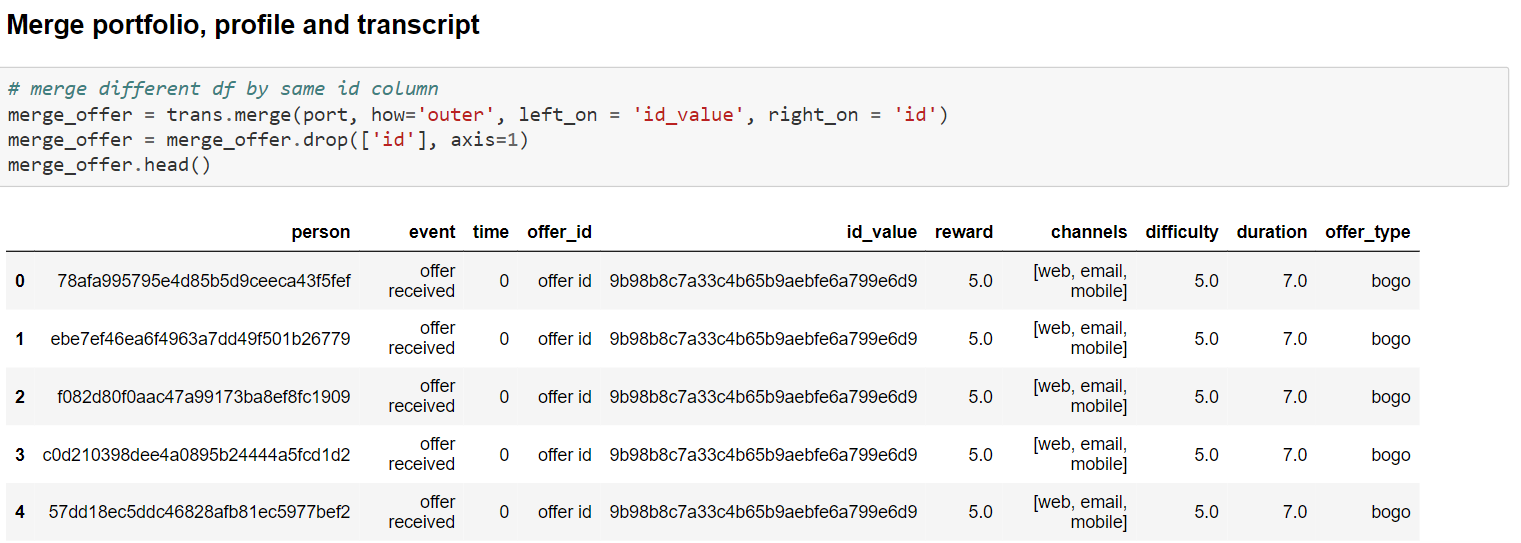 Merge portfolio, profile and transcript
# merge different df by same id column
merge_offer = trans.merge(port, how='outer', left_on = 'id_value', right_on = 'id')
merge_offer = merge_offer.drop(['id'], axis=1)
merge_offer.head()
person event time offer_id id_value reward channels difficulty duration offer_type
0 78afa995795e4d85b5d9ceeca43f5fef offer received 0 offer id 9b98b8c7a33c4b65b9aebfe6a799e6d9 5.0 [web, email, mobile] 5.0 7.0 bogo
1 ebe7ef46ea6f4963a7dd49f501b26779 offer received 0 offer id 9b98b8c7a33c4b65b9aebfe6a799e6d9 5.0 [web, email, mobile] 5.0 7.0 bogo
2 f082d80f0aac47a99173ba8ef8fc1909 offer received 0 offer id 9b98b8c7a33c4b65b9aebfe6a799e6d9 5.0 [web, email, mobile] 5.0 7.0 bogo
3 c0d210398dee4a0895b24444a5fcd1d2 offer received 0 offer id 9b98b8c7a33c4b65b9aebfe6a799e6d9 5.0 [web, email, mobile] 5.0 7.0 bogo
4 57dd18ec5ddc46828afb81ec5977bef2 offer received 0 offer id 9b98b8c7a33c4b65b9aebfe6a799e6d9 5.0 [web, email, mobile] 5.0 7.0 bogo